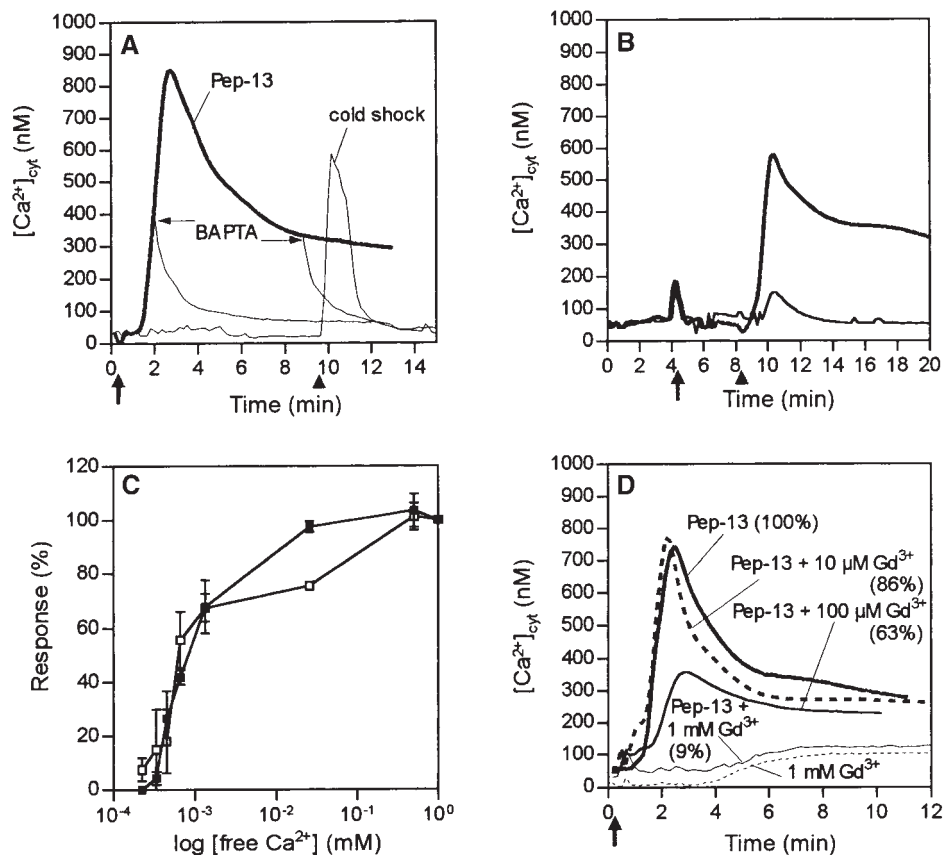 A
1000
900
800
700
600
500
400
300
200
100
0
[Ca²⁺]cyt (nM)
Pep-13
cold shock
BAPTA
0 2 4 6 8 10 12 14
Time (min)
B
1000
900
800
700
600
500
400
300
200
100
0
[Ca²⁺]cyt (nM)
0 2 4 6 8 10 12 14 16 18 20
Time (min)
C
120
100
80
60
40
20
0
Response (%)
10⁻⁴ 10⁻³ 10⁻² 10⁻¹ 10⁰
log [free Ca²⁺] (mM)
D
1000
900
800
700
600
500
400
300
200
100
0
[Ca²⁺]cyt (nM)
Pep-13 (100%)
Pep-13 + 10 µM Gd³⁺
(86%)
Pep-13 + 100 µM Gd³⁺
(63%)
Pep-13 +
1 mM Gd³⁺
(9%)
1 mM Gd³⁺
0 2 4 6 8 10 12
Time (min)